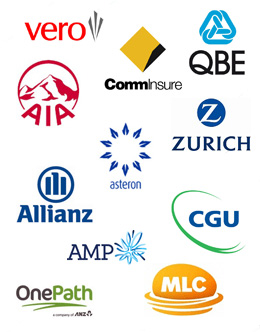 vero
CommInsure
QBE
AIA
Z
ZURICH
asteron
Allianz
CGU
AMP
MLC
OnePath
a company of ANZ